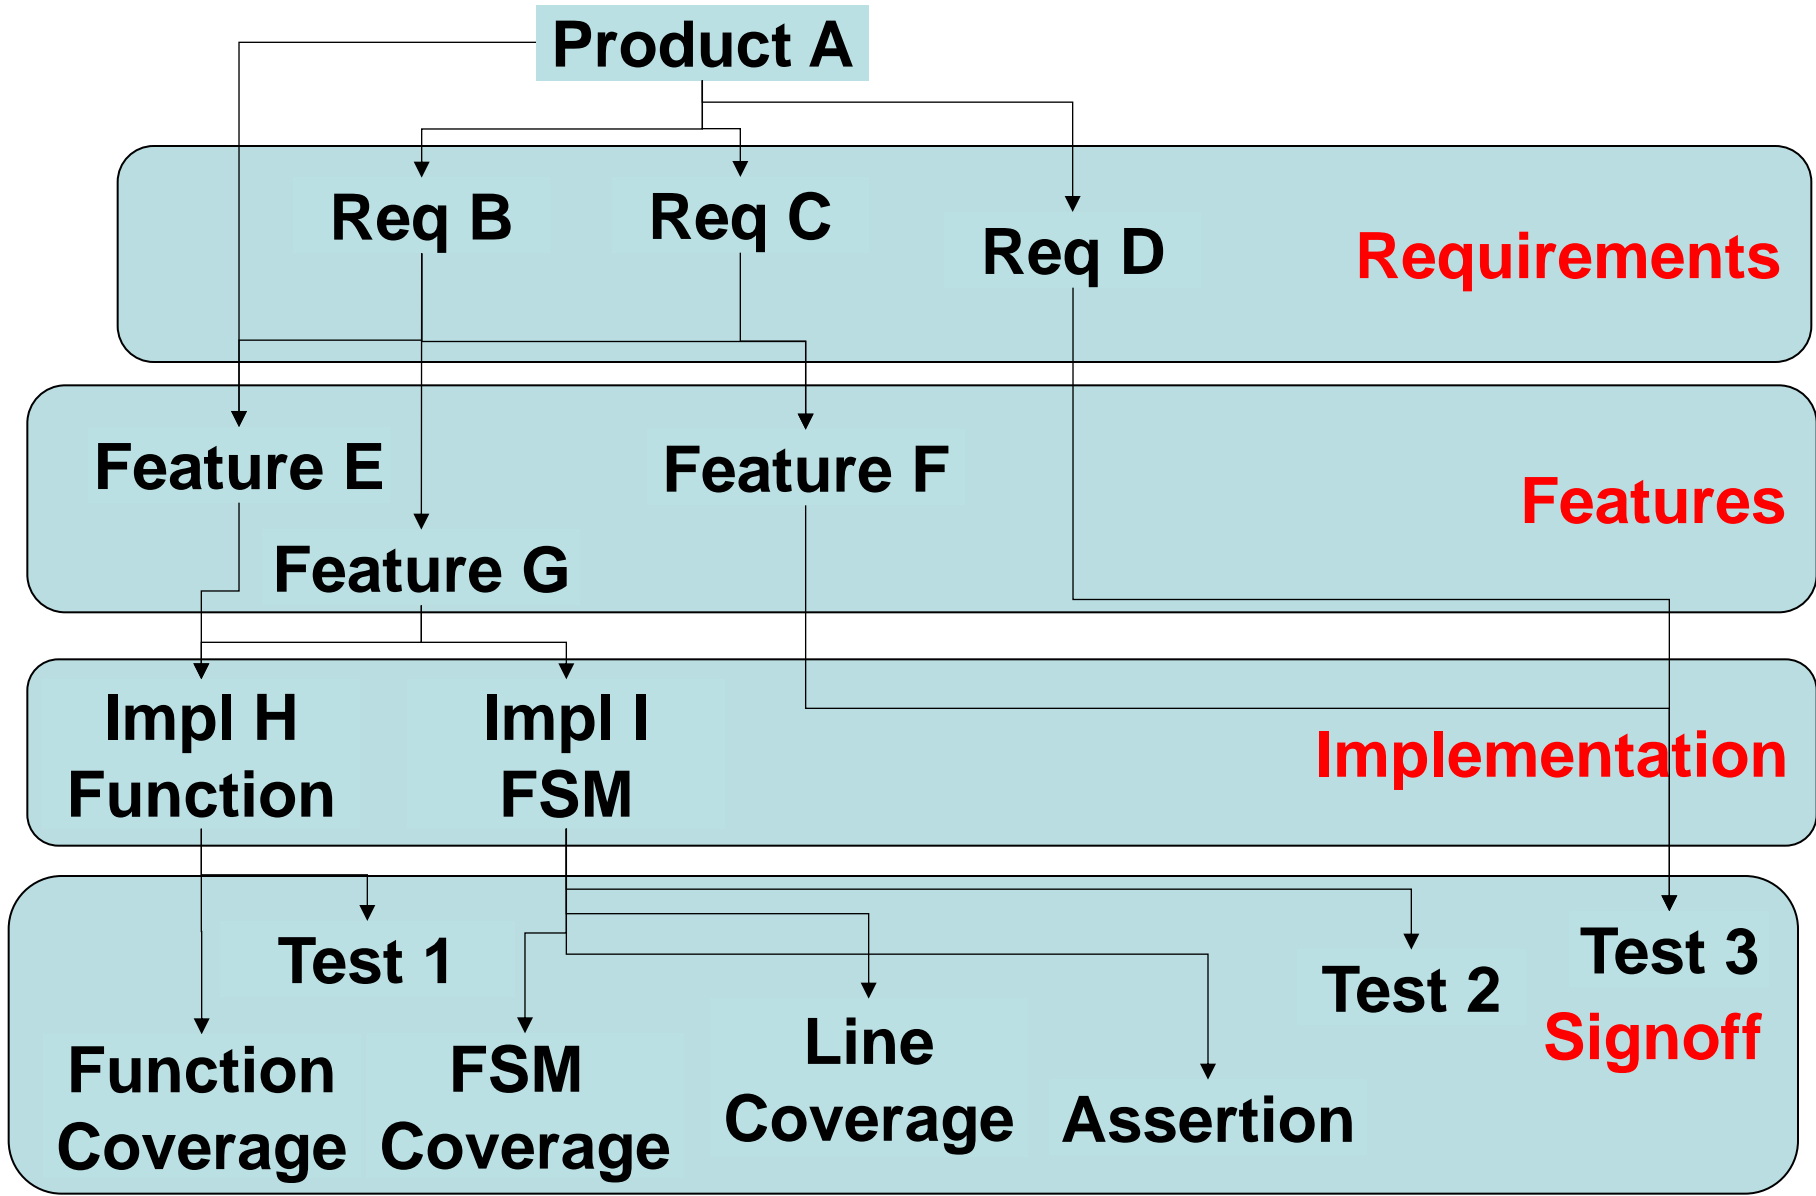 Product A
Req B
Req C
Req D
Requirements
Feature E
Feature F
Features
Feature G
Impl H
Function
Impl I
FSM
Implementation
Test 1
Test 2
Test 3
Signoff
Function
Coverage
FSM
Coverage
Line
Coverage
Assertion